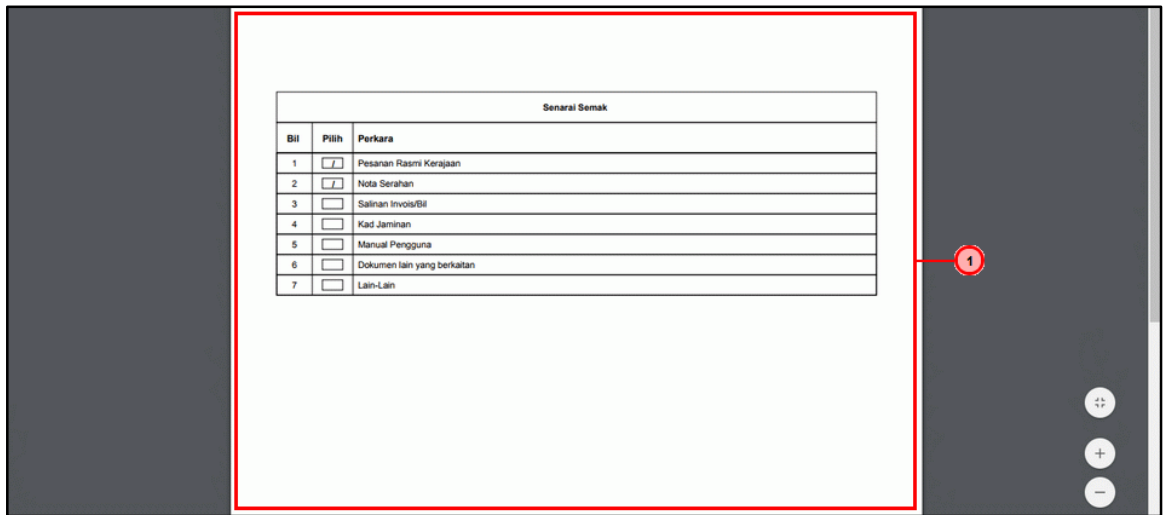 Senarai Semak
Bil Pilih Perkara
1 / Pesanan Rasmi Kerajaan
2 / Nota Serahan
3 Salinan Invois/Bil
4 Kad Jaminan
5 Manual Pengguna
6 Dokumen lain yang berkaitan
7 Lain-Lain
1